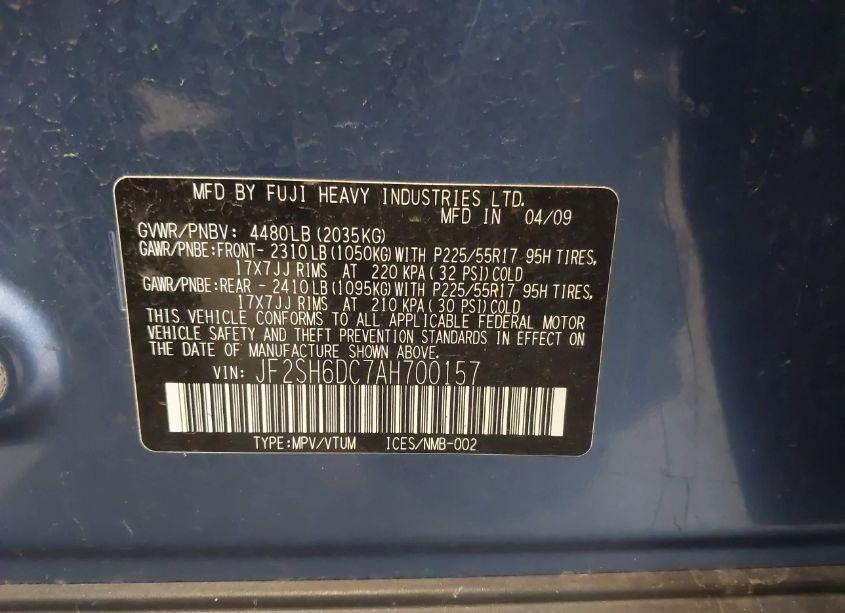 MFD BY FUJI HEAVY INDUSTRIES LTD.
MFD IN 04/09
GVWR/PNBV: 4480LB (2035KG)
GAWR/PNBE:FRONT- 2310LB (1050KG) WITH P225/55R17 95H TIRES,
17X7JJ RIMS AT 220 KPA ( 32 PSI) COLD
GAWR/PNBE:REAR - 2410LB (1095KG) WITH P225/55R17 95H TIRES,
17X7JJ RIMS AT 210 KPA ( 30 PSI) COLD
THIS VEHICLE CONFORMS TO ALL APPLICABLE FEDERAL MOTOR
VEHICLE SAFETY AND THEFT PREVENTION STANDARDS IN EFFECT ON
THE DATE OF MANUFACTURE SHOWN ABOVE.
VIN: JF2SH6DC7AH700157
TYPE:MPV/VTUM ICES/NMB-002